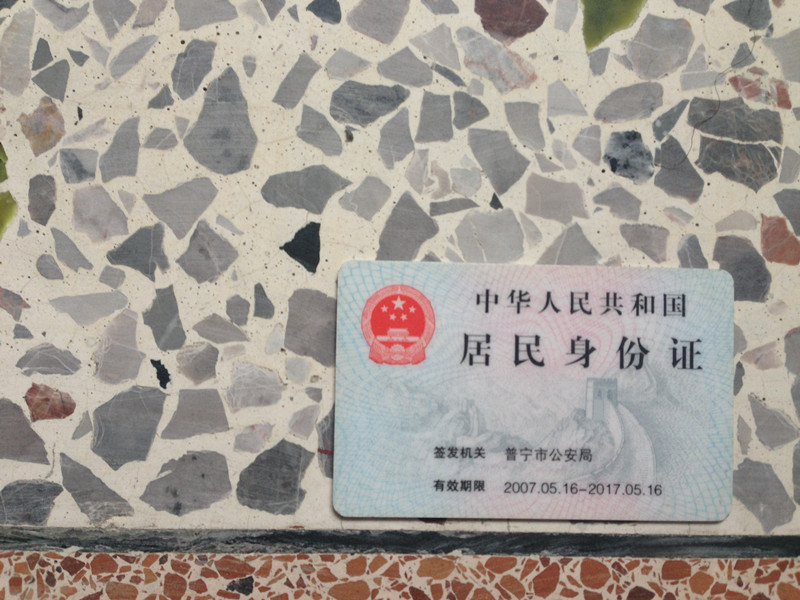 中华人民共和国
居民身份证
签发机关 普宁市公安局
有效期限 2007.05.16-2017.05.16